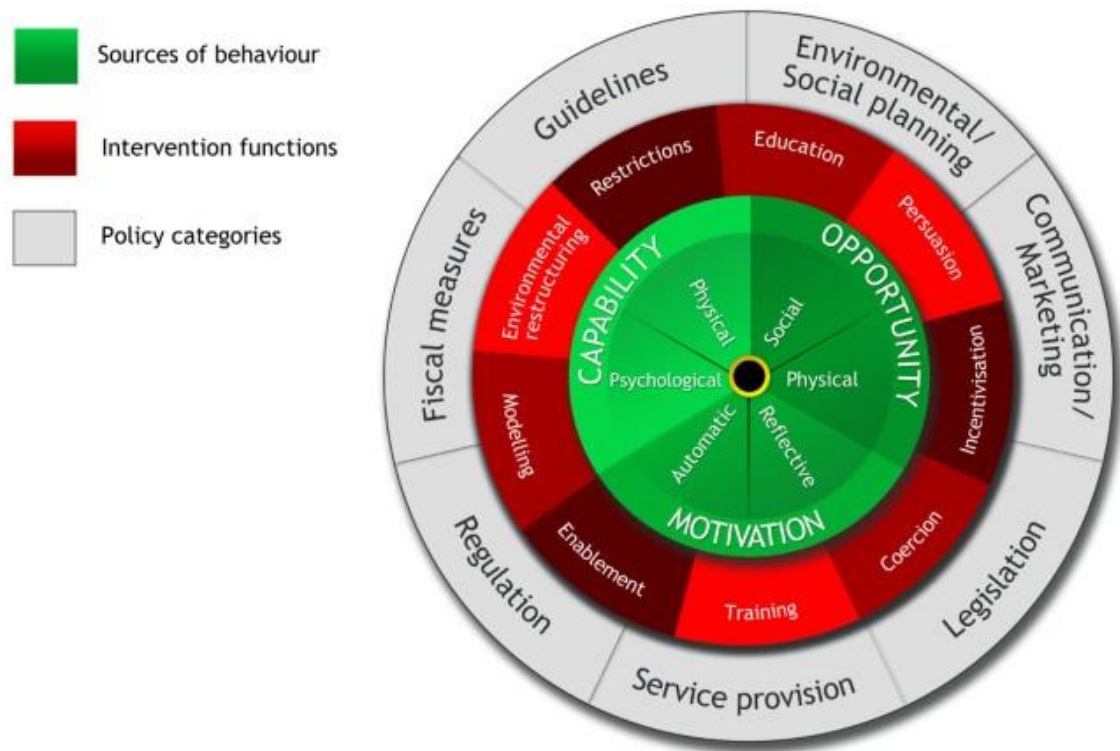 Sources of behaviour
Intervention functions
Policy categories
Guidelines
Environmental/
Social planning
Communication/
Marketing
Legislation
Service provision
Regulation
Fiscal measures
Restrictions
Education
Persuasion
Incentivisation
Coercion
Training
Enablement
Modelling
Environmental
restructuring
CAPABILITY
OPPORTUNITY
MOTIVATION
Physical
Social
Physical
Reflective
Automatic
Psychological